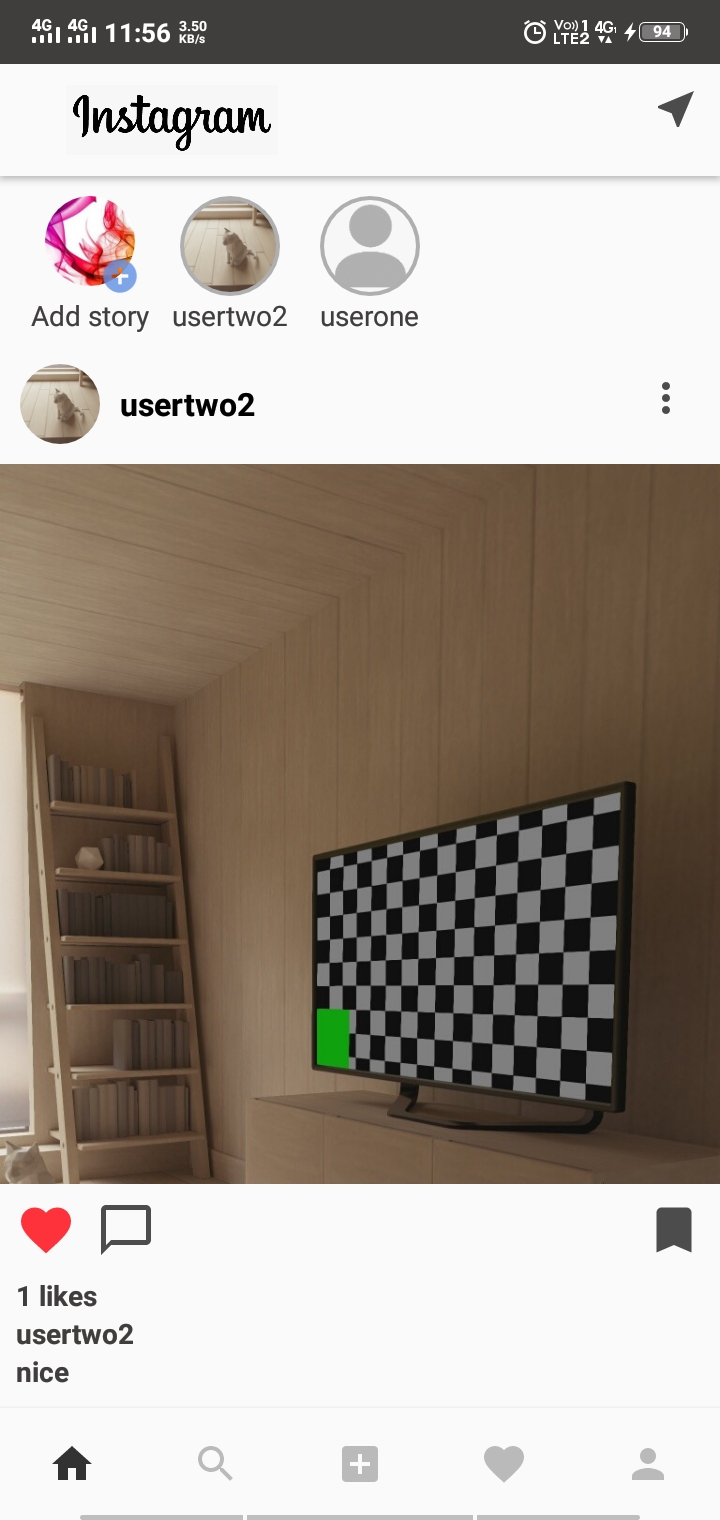 4G 4G 11:56 3.50 KB/s Vo)) 1 LTE2 4G 94
Instagram
Add story usertwo2 userone
usertwo2
1 likes
usertwo2
nice